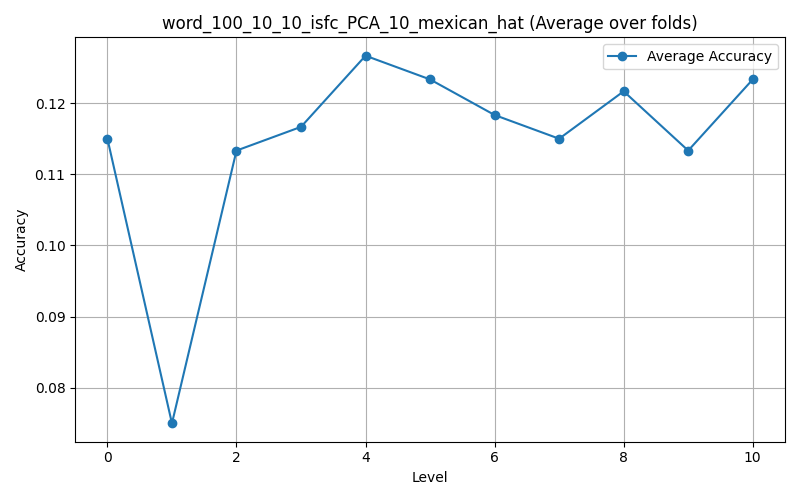 word_100_10_10_isfc_PCA_10_mexican_hat (Average over folds)
Average Accuracy
0.12
0.11
0.10
0.09
0.08
Accuracy
0 2 4 6 8 10
Level